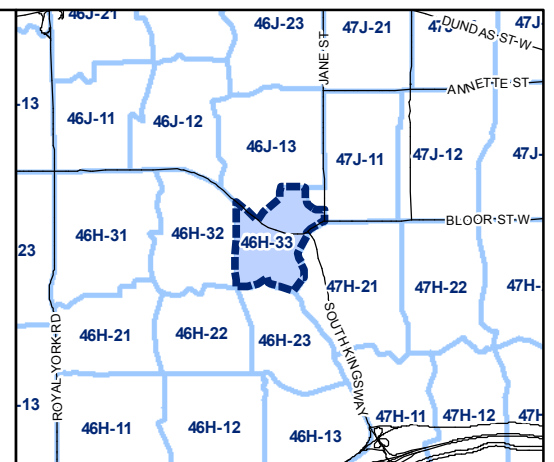 46J-21
46J-23
47J-21
47J
DUNDAS ST W
47J-
JANE ST
ANNETTE ST
-13
46J-11
46J-12
46J-13
47J-11
47J-12
47J-
BLOOR ST W
23
46H-31
46H-32
46H-33
47H-21
47H-22
47H-
ROYAL YORK RD
46H-21
46H-22
46H-23
SOUTH KINGSWAY
-13
46H-11
46H-12
46H-13
47H-11
47H-12
47H